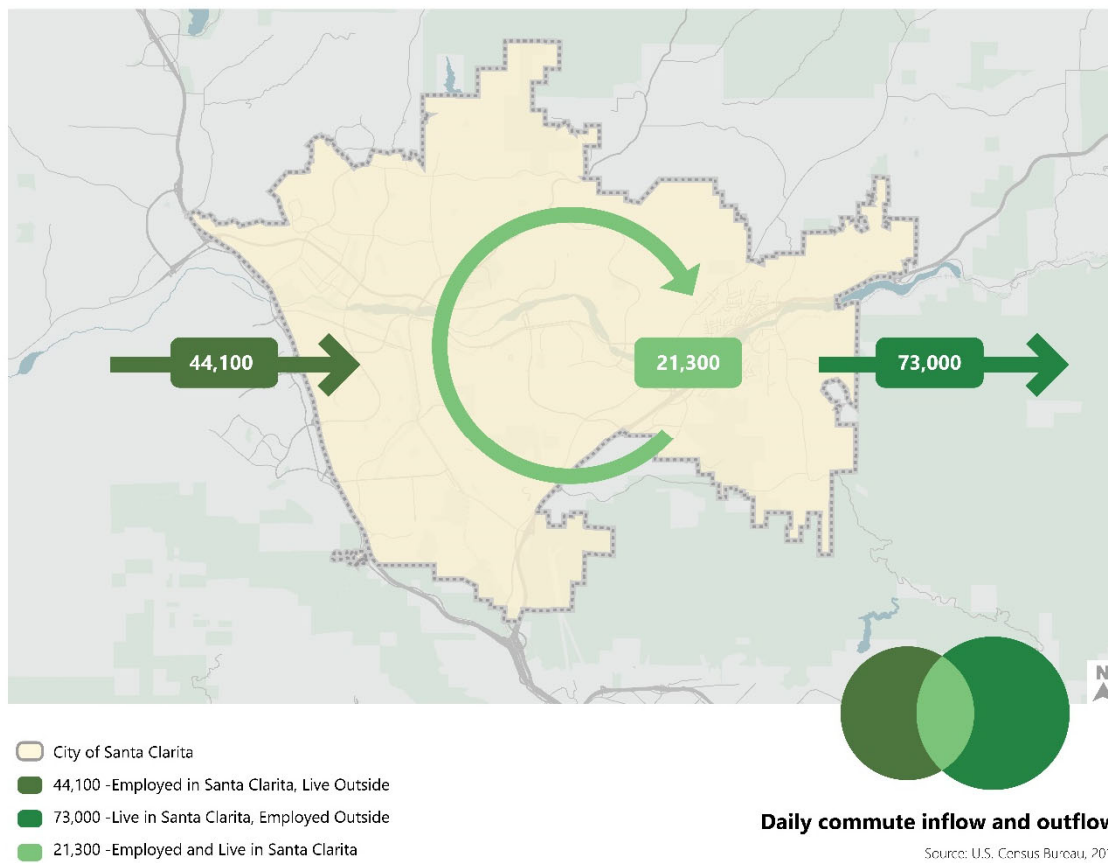 44,100
21,300
73,000
N
City of Santa Clarita
44,100 -Employed in Santa Clarita, Live Outside
73,000 -Live in Santa Clarita, Employed Outside
21,300 -Employed and Live in Santa Clarita
Daily commute inflow and outflow
Source: U.S. Census Bureau,